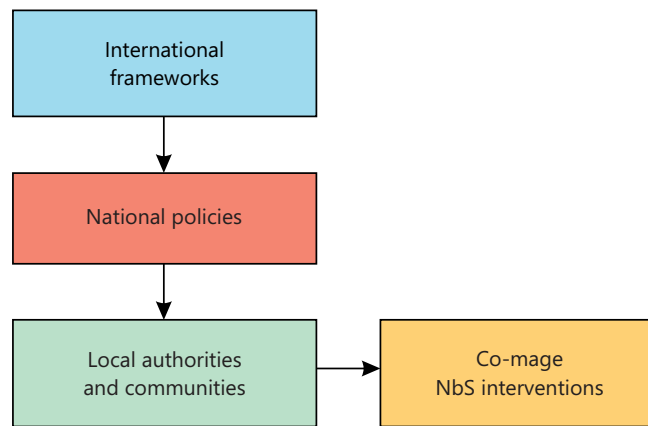 International
frameworks
National policies
Local authorities
and communities
Co-mage
NbS interventions